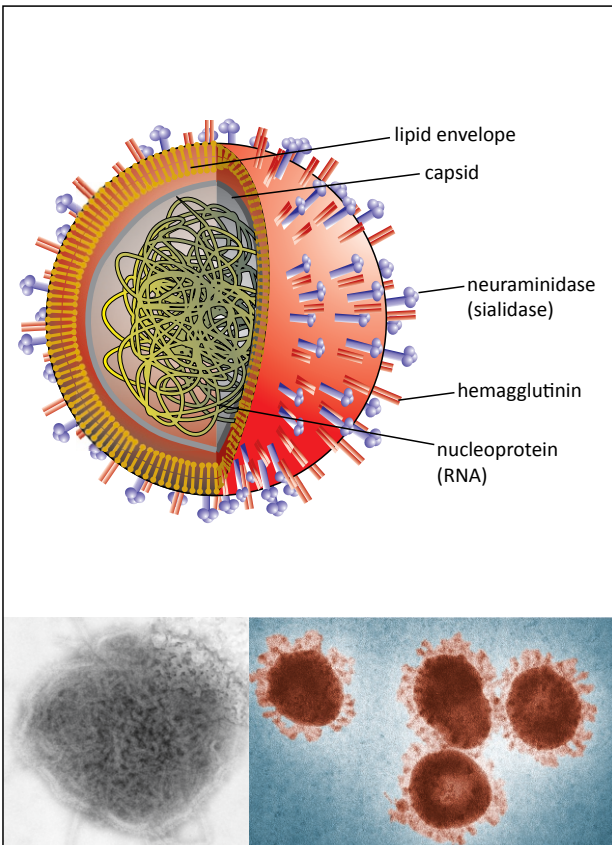 lipid envelope
capsid
neuraminidase
(sialidase)
hemagglutinin
nucleoprotein
(RNA)